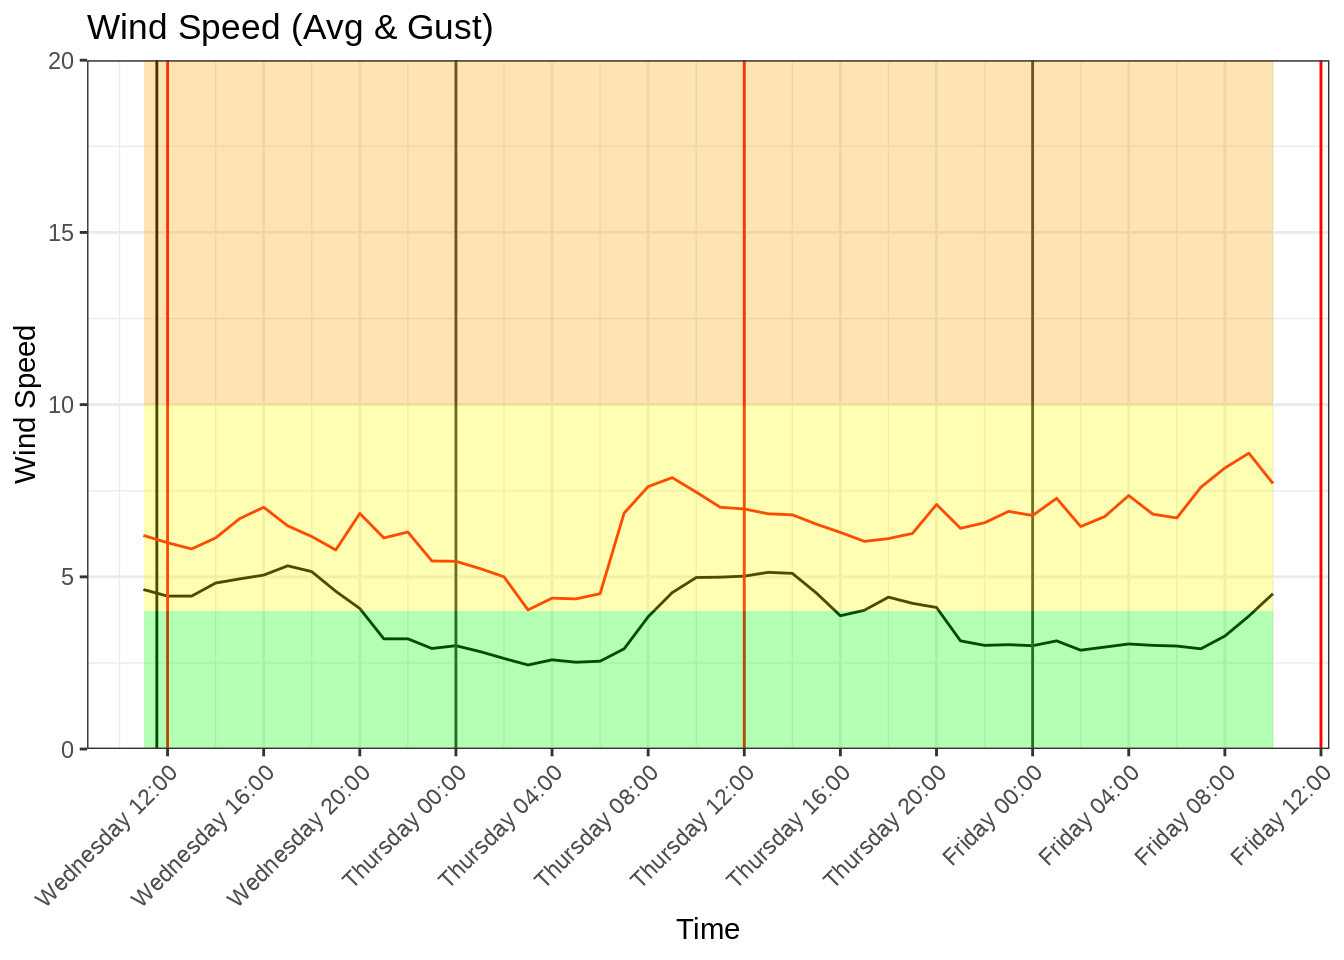 Wind Speed (Avg & Gust)
20
15
10
5
0
Wind Speed
Wednesday 12:00
Wednesday 16:00
Wednesday 20:00
Thursday 00:00
Thursday 04:00
Thursday 08:00
Thursday 12:00
Thursday 16:00
Thursday 20:00
Friday 00:00
Friday 04:00
Friday 08:00
Friday 12:00
Time